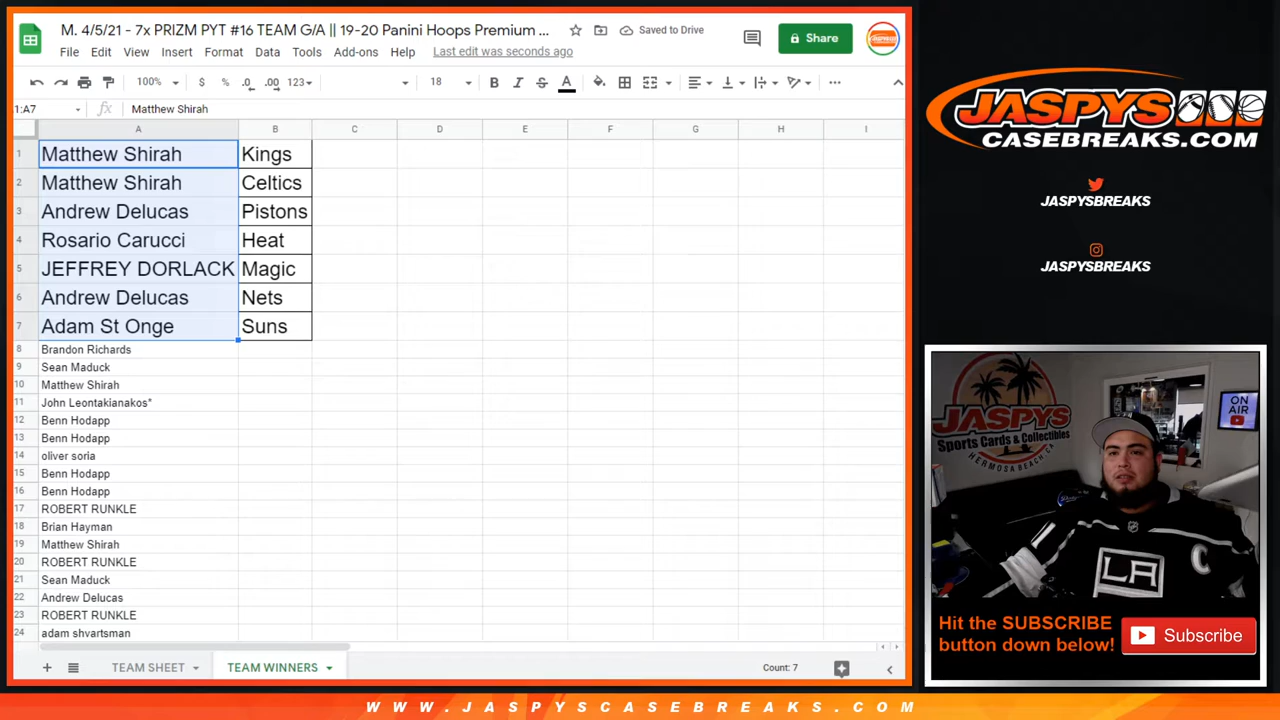 M. 4/5/21 - 7x PRIZM PYT #16 TEAM G/A || 19-20 Panini Hoops Premium ...
Saved to Drive
Share
File Edit View Insert Format Data Tools Add-ons Help Last edit was seconds ago
100% $ % .0 .00 123 18 B I S A
1:A7 fx Matthew Shirah
A B C D E F G H I
1 Matthew Shirah Kings
2 Matthew Shirah Celtics
3 Andrew Delucas Pistons
4 Rosario Carucci Heat
5 JEFFREY DORLACK Magic
6 Andrew Delucas Nets
7 Adam St Onge Suns
8 Brandon Richards
9 Sean Maduck
10 Matthew Shirah
11 John Leontakianakos*
12 Benn Hodapp
13 Benn Hodapp
14 oliver soria
15 Benn Hodapp
16 Benn Hodapp
17 ROBERT RUNKLE
18 Brian Hayman
19 Matthew Shirah
20 ROBERT RUNKLE
21 Sean Maduck
22 Andrew Delucas
23 ROBERT RUNKLE
24 adam shvartsman
TEAM SHEET TEAM WINNERS Count: 7
JASPYS
CASEBREAKS.COM
JASPYSBREAKS
JASPYSBREAKS
JASPYS
Sports Cards & Collectibles
HERMOSA BEACH, CA
ON
AIR
LA
C
Hit the SUBSCRIBE
button down below!
Subscribe
WWW.JASPYSCASEBREAKS.COM